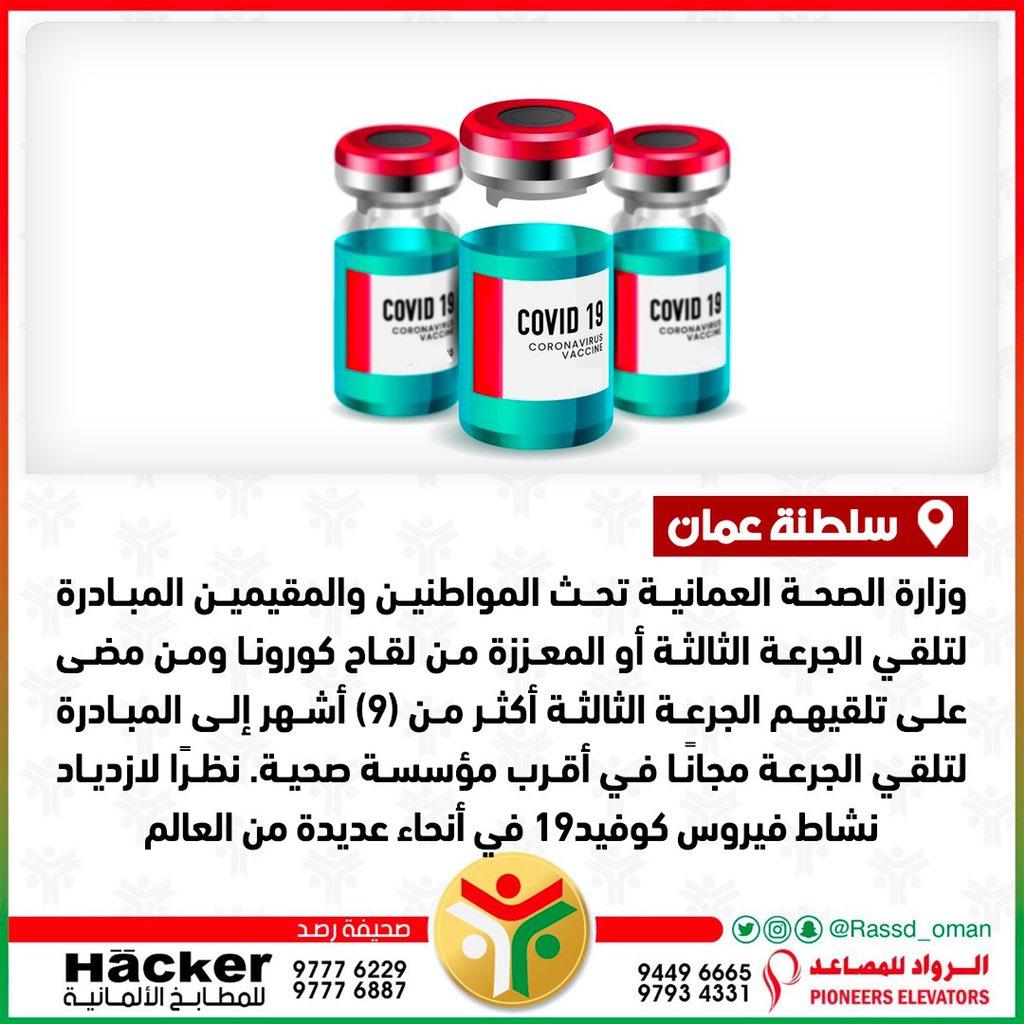 COVID 19
CORONAVIRUS
VACCINE
COVID 19
CORONAVIRUS
VACCINE
COVID 19
CORONAVIRUS
VACCINE
سلطنة عمان
وزارة الصحة العمانية تحث المواطنين والمقيمين المبادرة
لتلقي الجرعة الثالثة أو المعززة من لقاح كورونا ومن مضى
على تلقيهم الجرعة الثالثة أكثر من (9) أشهر إلى المبادرة
لتلقي الجرعة مجانًا في أقرب مؤسسة صحية. نظرًا لازدياد
نشاط فيروس كوفيد19 في أنحاء عديدة من العالم
@Rassd_oman
صحيفة رصد
الرواد للمصاعد
PIONEERS ELEVATORS
9449 6665
9793 4331
9777 6229
9777 6887
HÄCKER
للمطابخ الألمانية